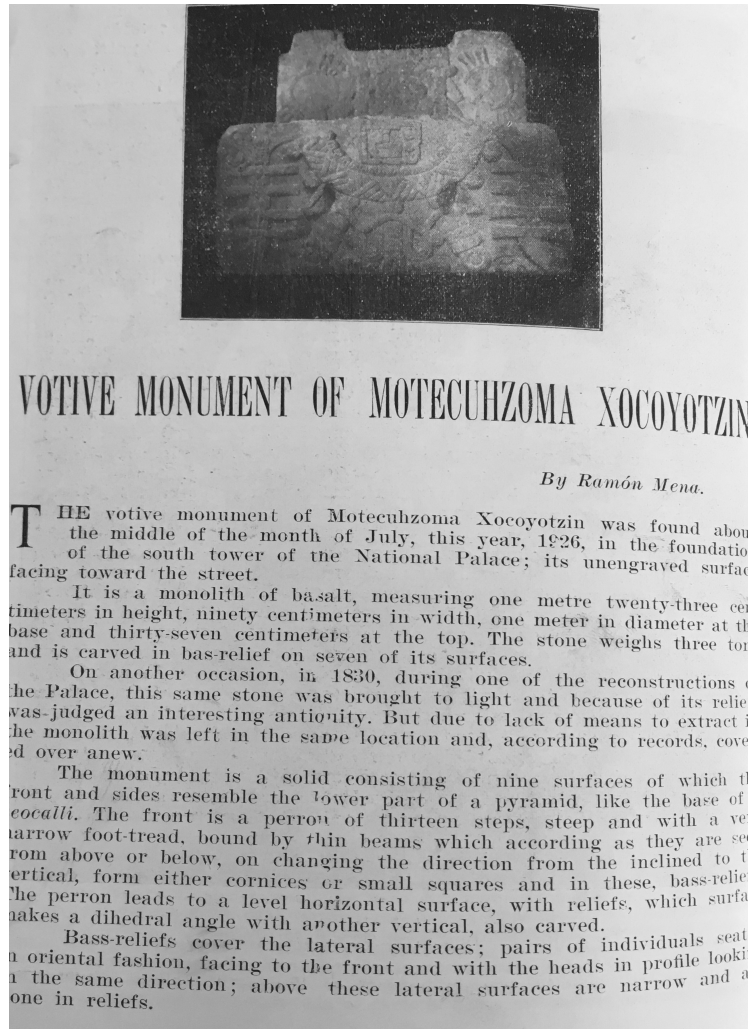 VOTIVE MONUMENT OF MOTECUHZOMA XOCOYOTZIN
By Ramón Mena.
THE votive monument of Motecuhzoma Xocoyotzin was found abou
the middle of the month of July, this year, 1926, in the foundation
of the south tower of the National Palace; its unengraved surfac
facing toward the street.
It is a monolith of basalt, measuring one metre twenty-three cen
timeters in height, ninety centimeters in width, one meter in diameter at th
base and thirty-seven centimeters at the top. The stone weighs three ton
and is carved in bas-relief on seven of its surfaces.
On another occasion, in 1830, during one of the reconstructions o
the Palace, this same stone was brought to light and because of its relie
was judged an interesting antiquity. But due to lack of means to extract i
the monolith was left in the same location and, according to records, cove
ed over anew.
The monument is a solid consisting of nine surfaces of which th
front and sides resemble the lower part of a pyramid, like the base of
eocalli. The front is a perron of thirteen steps, steep and with a ve
narrow foot-tread, bound by thin beams which according as they are see
rom above or below, on changing the direction from the inclined to t
ertical, form either cornices or small squares and in these, bass-relie
The perron leads to a level horizontal surface, with reliefs, which surfa
akes a dihedral angle with another vertical, also carved.
Bass-reliefs cover the lateral surfaces; pairs of individuals seat
n oriental fashion, facing to the front and with the heads in profile looki
n the same direction; above these lateral surfaces are narrow and a
one in reliefs.